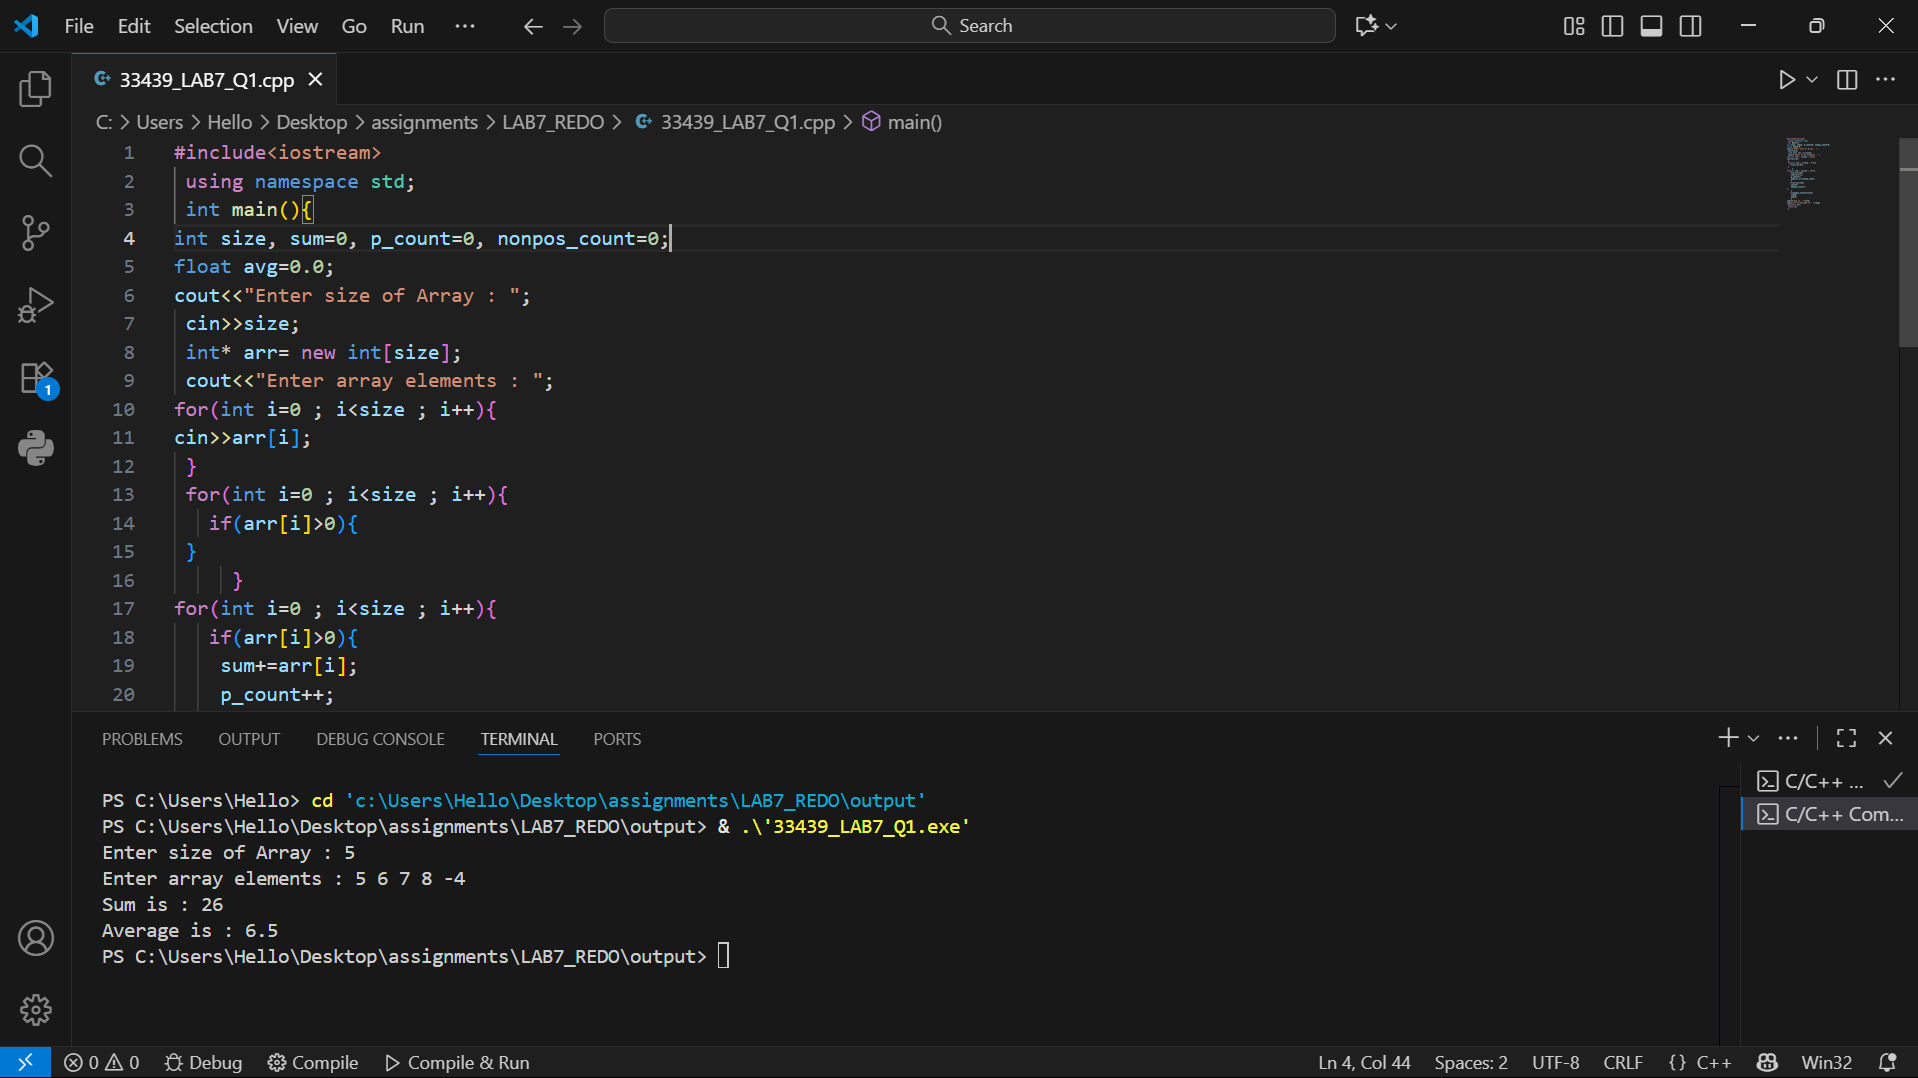 File Edit Selection View Go Run ··· Search
33439_LAB7_Q1.cpp
C: > Users > Hello > Desktop > assignments > LAB7_REDO > 33439_LAB7_Q1.cpp > main()
1 #include<iostream>
2 using namespace std;
3 int main(){
4 int size, sum=0, p_count=0, nonpos_count=0;
5 float avg=0.0;
6 cout<<"Enter size of Array : ";
7 cin>>size;
8 int* arr= new int[size];
9 cout<<"Enter array elements : ";
10 for(int i=0 ; i<size ; i++){
11 cin>>arr[i];
12 }
13 for(int i=0 ; i<size ; i++){
14 if(arr[i]>0){
15 }
16 }
17 for(int i=0 ; i<size ; i++){
18 if(arr[i]>0){
19 sum+=arr[i];
20 p_count++;
1
PROBLEMS OUTPUT DEBUG CONSOLE TERMINAL PORTS
PS C:\Users\Hello> cd 'c:\Users\Hello\Desktop\assignments\LAB7_REDO\output'
PS C:\Users\Hello\Desktop\assignments\LAB7_REDO\output> & .\'33439_LAB7_Q1.exe'
Enter size of Array : 5
Enter array elements : 5 6 7 8 -4
Sum is : 26
Average is : 6.5
PS C:\Users\Hello\Desktop\assignments\LAB7_REDO\output>
C/C++ ...
C/C++ Com...
0 0 Debug Compile Compile & Run Ln 4, Col 44 Spaces: 2 UTF-8 CRLF {} C++ Win32